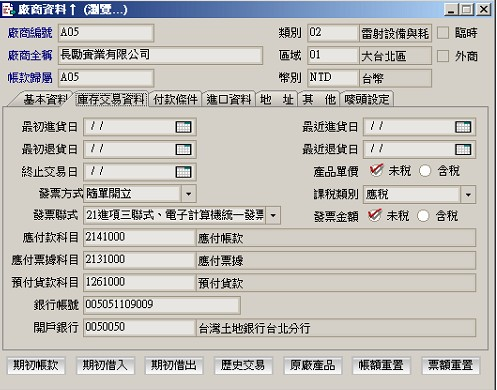 廠商資料↑ (瀏覽...)
廠商編號 A05 類別 02 雷射設備與耗 臨時
廠商全稱 長勛實業有限公司 區域 01 大台北區 外商
帳款歸屬 A05 幣別 NTD 台幣
基本資料 庫存交易資料 付款條件 進口資料 地 址 其 他 嘜頭設定
最初進貨日 / / 最近進貨日 / /
最初退貨日 / / 最近退貨日 / /
終止交易日 / / 產品單價 未稅 含稅
發票方式 隨單開立 課稅類別 應稅
發票聯式 21進項三聯式、電子計算機統一發票 發票金額 未稅 含稅
應付款科目 2141000 應付帳款
應付票據科目 2131000 應付票據
預付貨款科目 1261000 預付貨款
銀行帳號 005051109009
開戶銀行 0050050 台灣土地銀行台北分行
期初帳款 期初借入 期初借出 歷史交易 原廠產品 帳額重置 票額重置